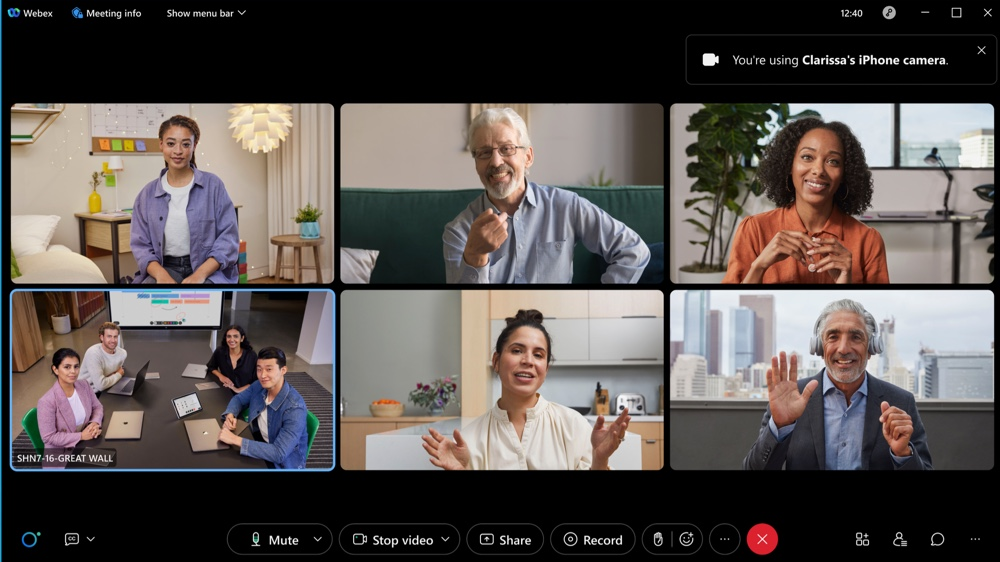 Webex
Meeting info
Show menu bar
12:40
You're using Clarissa's iPhone camera.
SHN7-16-GREAT WALL
CC
Mute
Stop video
Share
Record